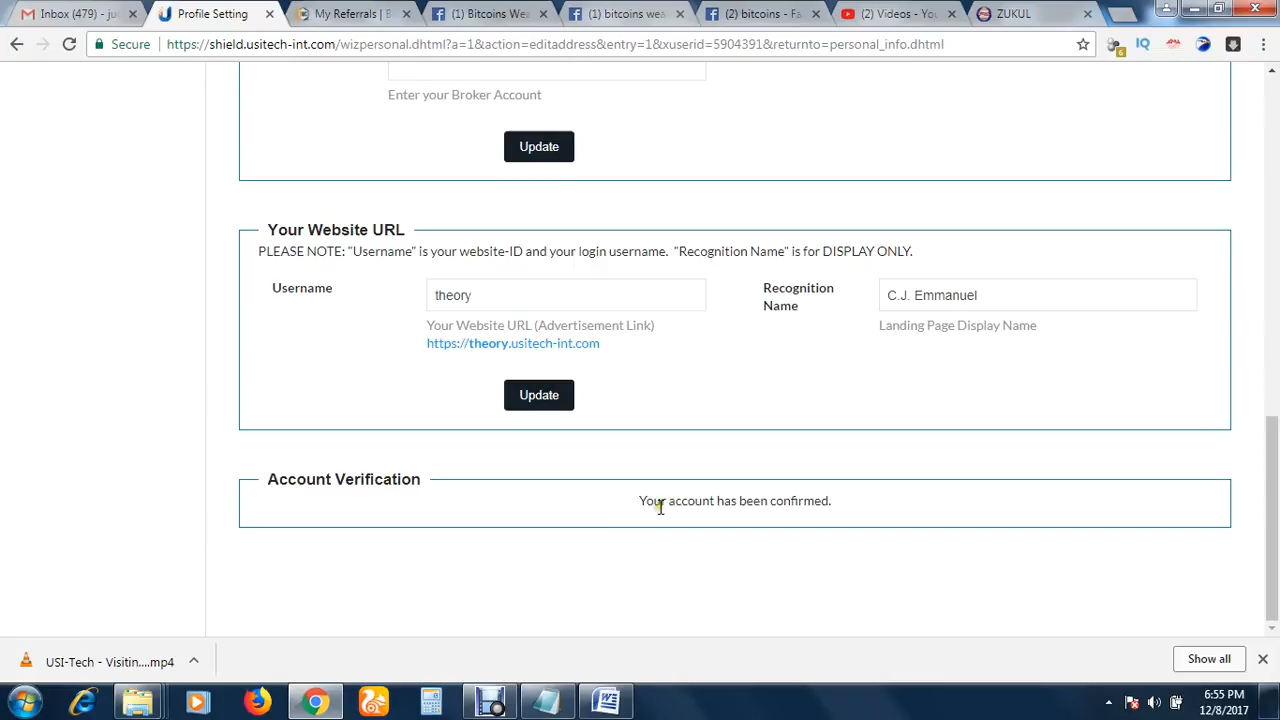 Inbox (479) - ju
Profile Setting
My Referrals | B
(1) Bitcoins Wea
(1) bitcoins wea
(2) bitcoins - Fa
(2) Videos - You
ZUKUL
Secure
https://shield.usitech-int.com/wizpersonal.dhtml?a=1&action=editaddress&entry=1&xuserid=5904391&returnto=personal_info.dhtml
6
IQ
Enter your Broker Account
Update
Your Website URL
PLEASE NOTE: "Username" is your website-ID and your login username. "Recognition Name" is for DISPLAY ONLY.
Username
theory
Recognition
Name
C.J. Emmanuel
Your Website URL (Advertisement Link)
Landing Page Display Name
https://theory.usitech-int.com
Update
Account Verification
Your account has been confirmed.
USI-Tech - Visitin....mp4
Show all
6:55 PM
12/8/2017